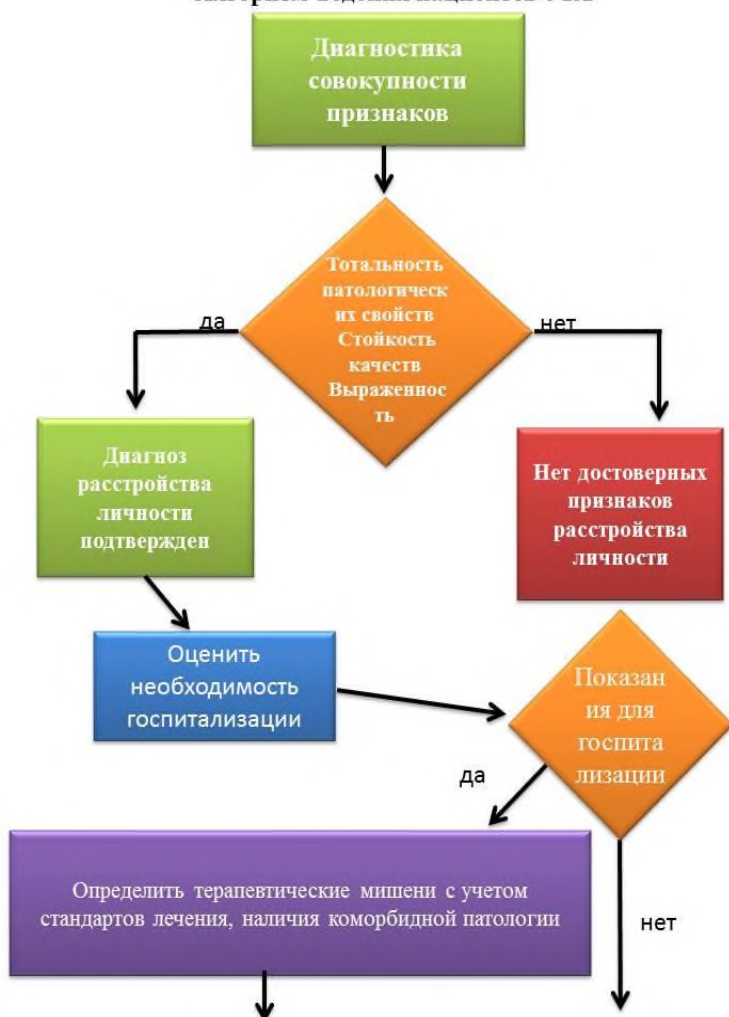 Диагностика
совокупности
признаков
Тотальность
патологическ
их свойств
Стойкость
качеств
Выраженнос
ть
да
нет
Диагноз
расстройства
личности
подтвержден
Нет достоверных
признаков
расстройства
личности
Оценить
необходимость
госпитализации
Показан
ия для
госпита
лизации
да
Определить терапевтические мишени с учетом
стандартов лечения, наличия коморбидной патологии
нет